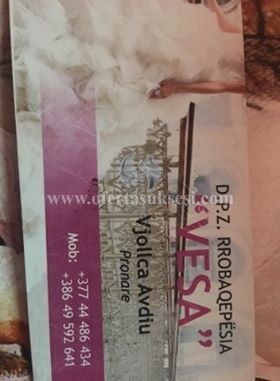 D.P.Z. RROBAQEPËSIA
"VESA"
Vjollca Avdiu
Pronare
Mob: +377 44 486 434
+386 49 592 641
www.ofertasuksesi.com